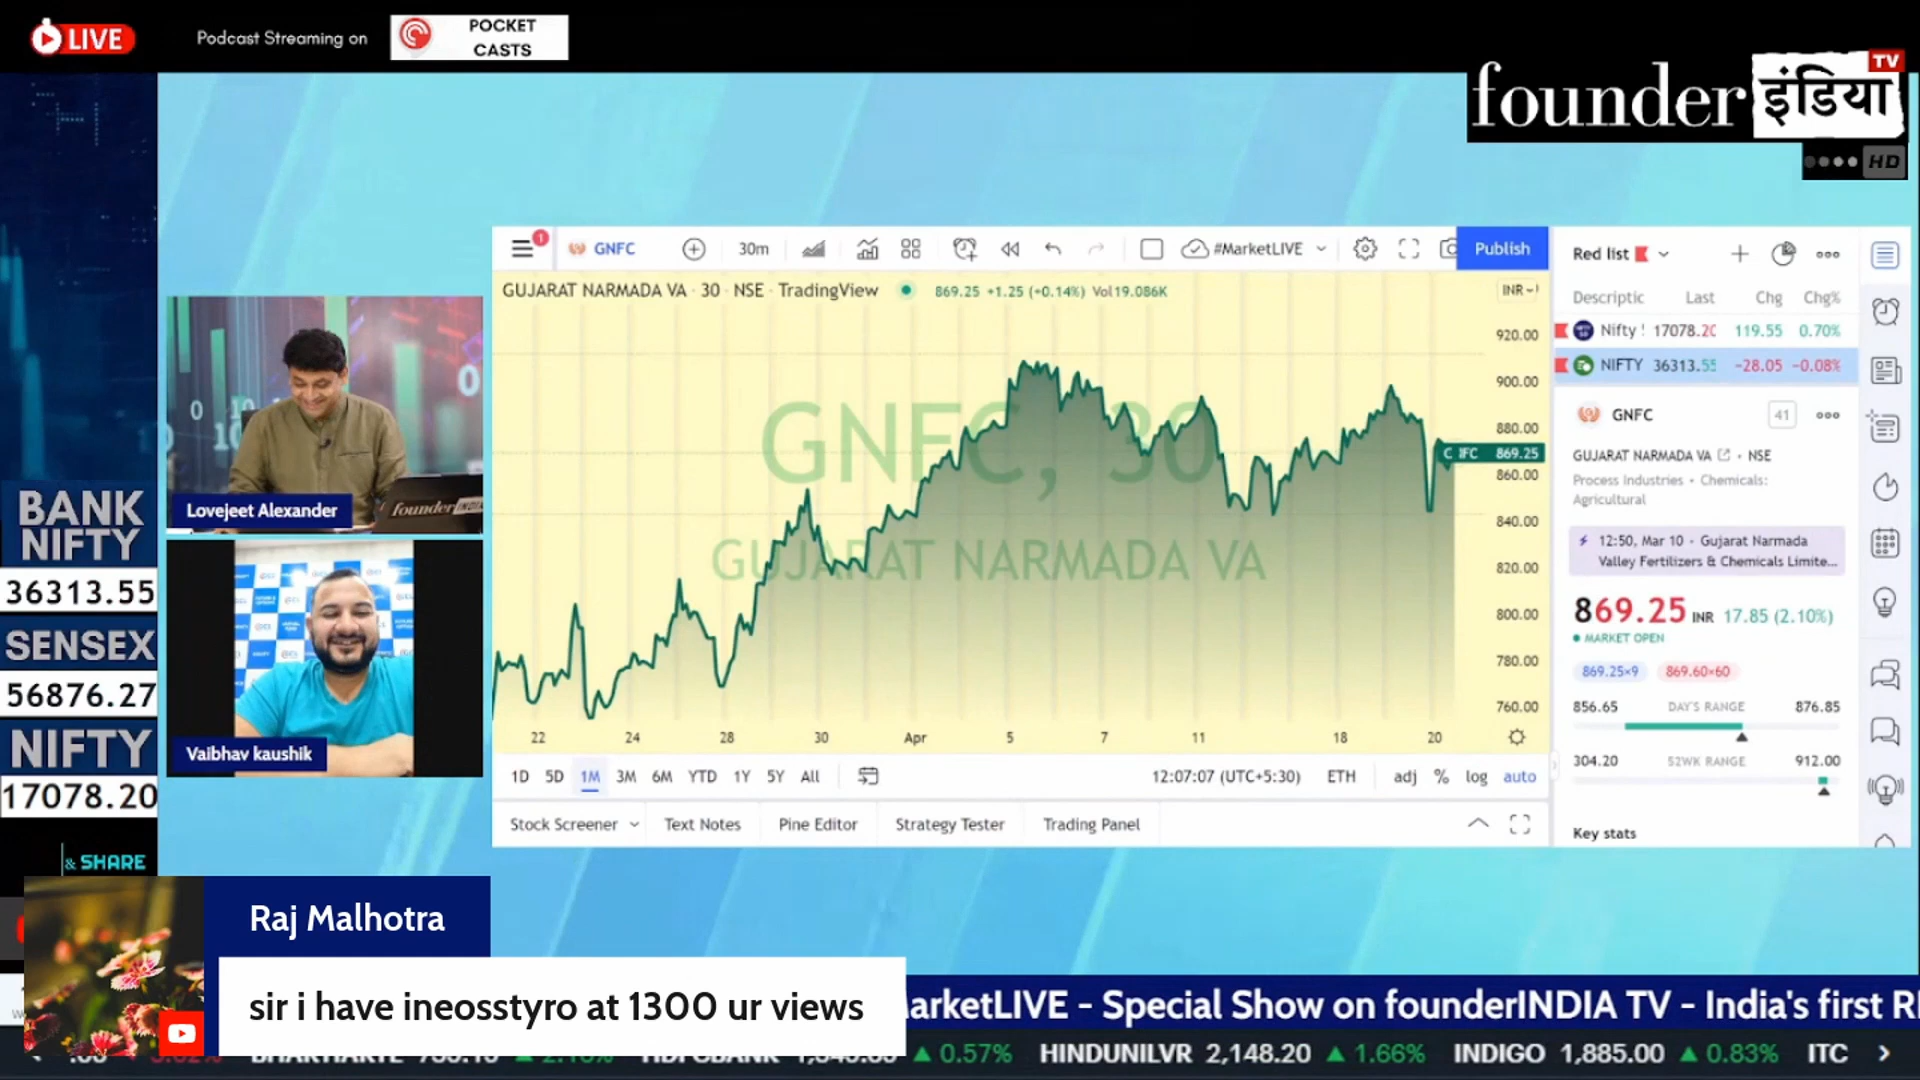 LIVE
Podcast Streaming on
POCKET
CASTS
founder इंडिया TV
HD
GNFC
30m
#MarketLIVE
Publish
1
GUJARAT NARMADA VA · 30 · NSE · TradingView
869.25 +1.25 (+0.14%) Vol19.086K
INR
GNFC, 30
GUJARAT NARMADA VA
920.00
900.00
880.00
869.25
860.00
840.00
820.00
800.00
780.00
760.00
22 24 28 30 Apr 5 7 11 18 20
1D 5D 1M 3M 6M YTD 1Y 5Y All
12:07:07 (UTC+5:30) ETH adj % log auto
Stock Screener Text Notes Pine Editor Strategy Tester Trading Panel
Red list
Descriptic Last Chg Chg%
Nifty 17078.20 119.55 0.70%
NIFTY 36313.55 -28.05 -0.08%
GNFC
41
GUJARAT NARMADA VA • NSE
Process Industries • Chemicals:
Agricultural
12:50, Mar 10 · Gujarat Narmada
Valley Fertilizers & Chemicals Limite...
869.25 INR 17.85 (2.10%)
MARKET OPEN
869.25×9 869.60×60
856.65 DAY'S RANGE 876.85
304.20 52WK RANGE 912.00
Key stats
Lovejeet Alexander
founder
Vaibhav kaushik
BANK
NIFTY
36313.55
SENSEX
56876.27
NIFTY
17078.20
& SHARE
Raj Malhotra
sir i have ineosstyro at 1300 ur views
arketLIVE - Special Show on founderINDIA TV - India's first
▲ 0.57% HINDUNILVR 2,148.20 ▲ 1.66% INDIGO 1,885.00 ▲ 0.83% ITC